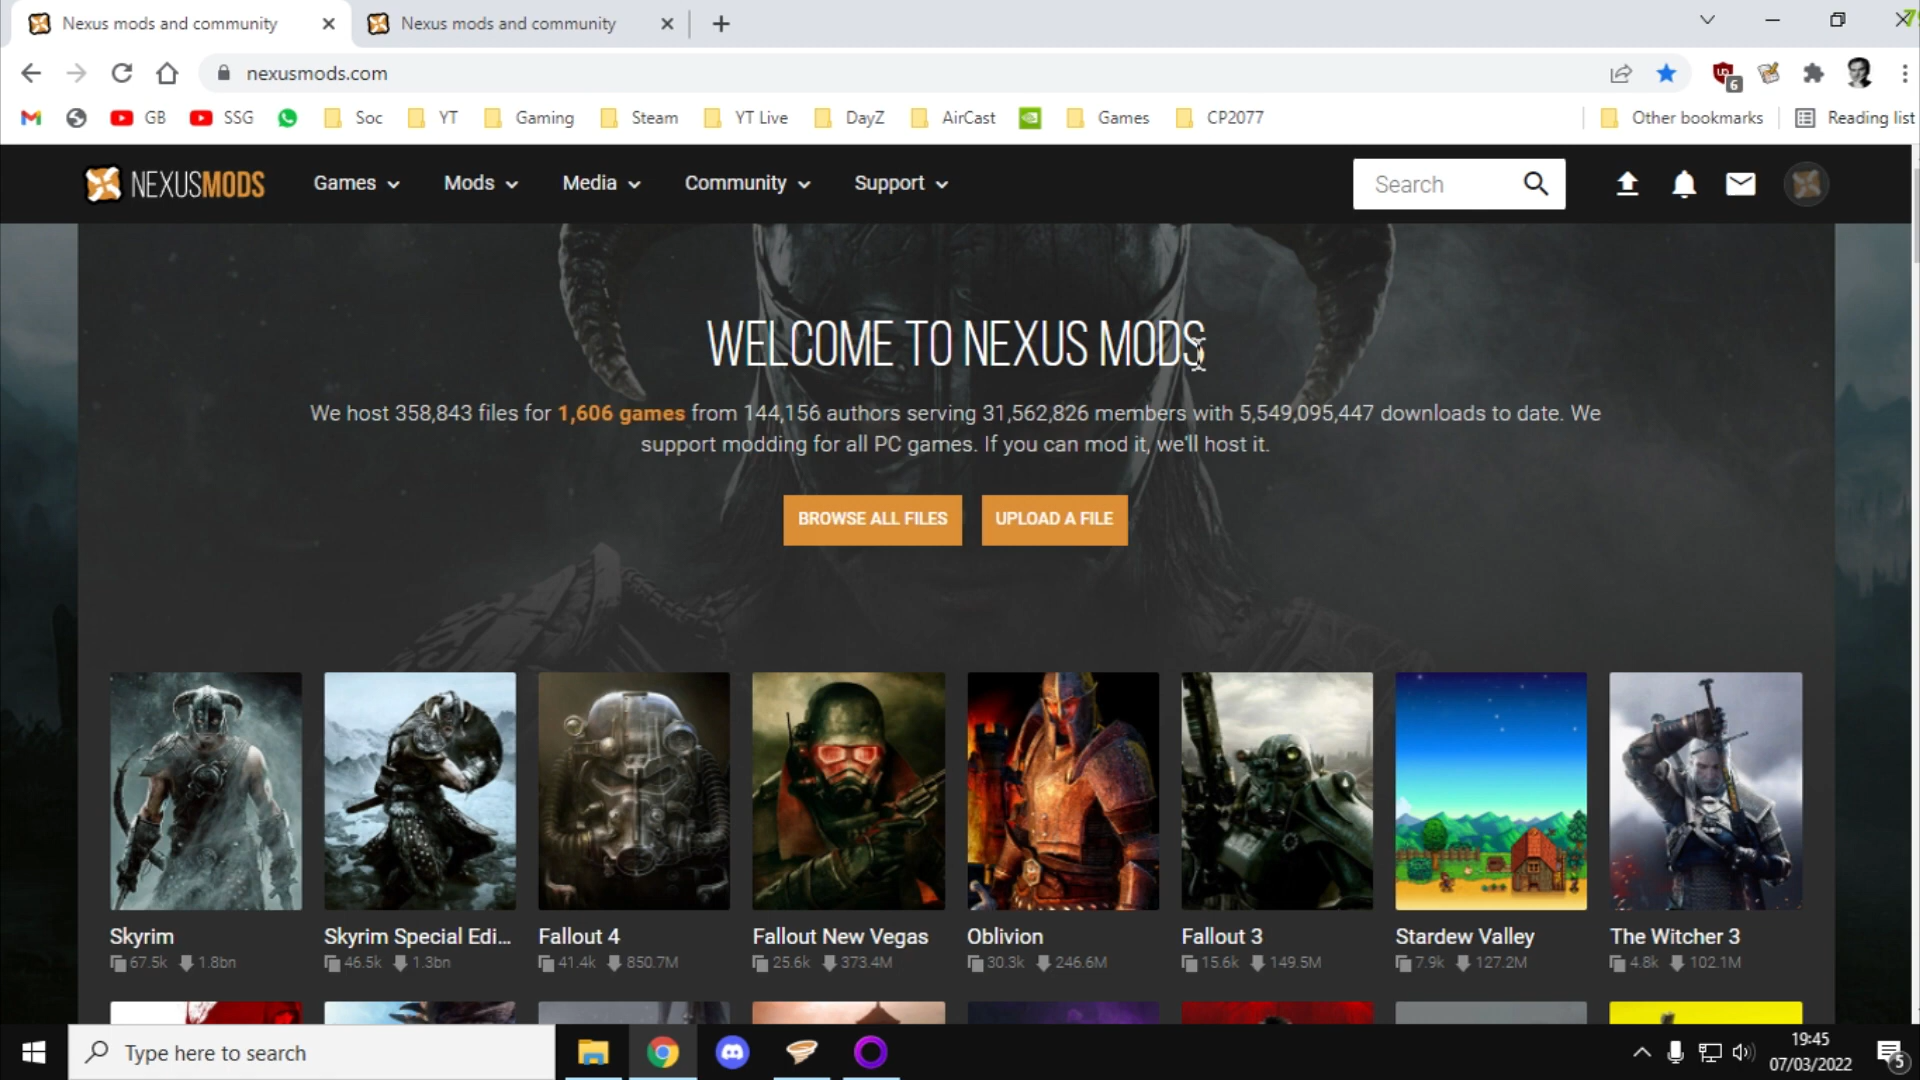 Nexus mods and community
Nexus mods and community
nexusmods.com
6
GB
SSG
Soc
YT
Gaming
Steam
YT Live
DayZ
AirCast
Games
CP2077
Other bookmarks
Reading list
NEXUSMODS
Games
Mods
Media
Community
Support
Search
WELCOME TO NEXUS MODS
We host 358,843 files for 1,606 games from 144,156 authors serving 31,562,826 members with 5,549,095,447 downloads to date. We
support modding for all PC games. If you can mod it, we'll host it.
BROWSE ALL FILES
UPLOAD A FILE
Skyrim
Skyrim Special Edi...
Fallout 4
Fallout New Vegas
Oblivion
Fallout 3
Stardew Valley
The Witcher 3
67.5k 1.8bn
46.5k 1.3bn
41.4k 850.7M
25.6k 373.4M
30.3k 246.6M
15.6k 149.5M
7.9k 127.2M
4.8k 102.1M
Type here to search
19:45
07/03/2022
5